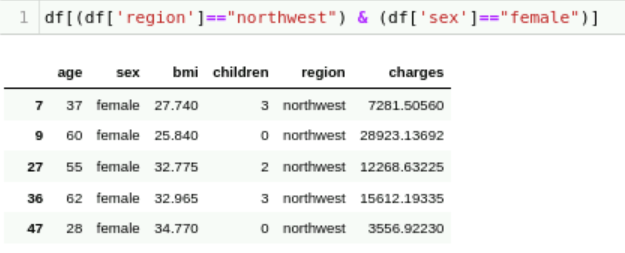 1 df[(df['region']=="northwest") & (df['sex']=="female")]
age sex bmi children region charges
7 37 female 27.740 3 northwest 7281.50560
9 60 female 25.840 0 northwest 28923.13692
27 55 female 32.775 2 northwest 12268.63225
36 62 female 32.965 3 northwest 15612.19335
47 28 female 34.770 0 northwest 3556.92230